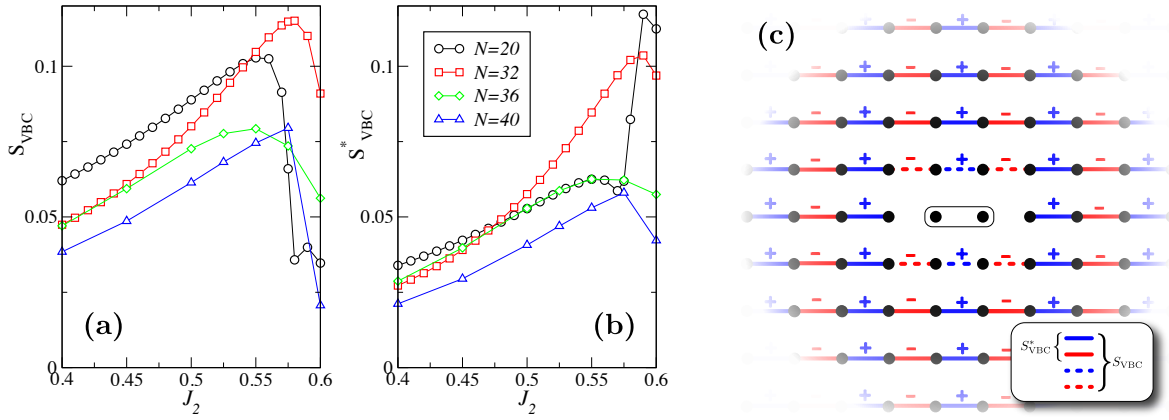 S_VBC
0.1
0.05
0
0.4
0.45
0.5
0.55
0.6
J_2
(a)
S^*_VBC
N=20
N=32
N=36
N=40
0.1
0.05
0
0.4
0.45
0.5
0.55
0.6
J_2
(b)
(c)
+ - + - +
- + - + -
+ - + - + - +
+ - - + - - +
+ - + - + - +
+ - + -
+ - - + - - +
+ - + - + - +
- + - +
+ -
S^*_VBC { } S_VBC